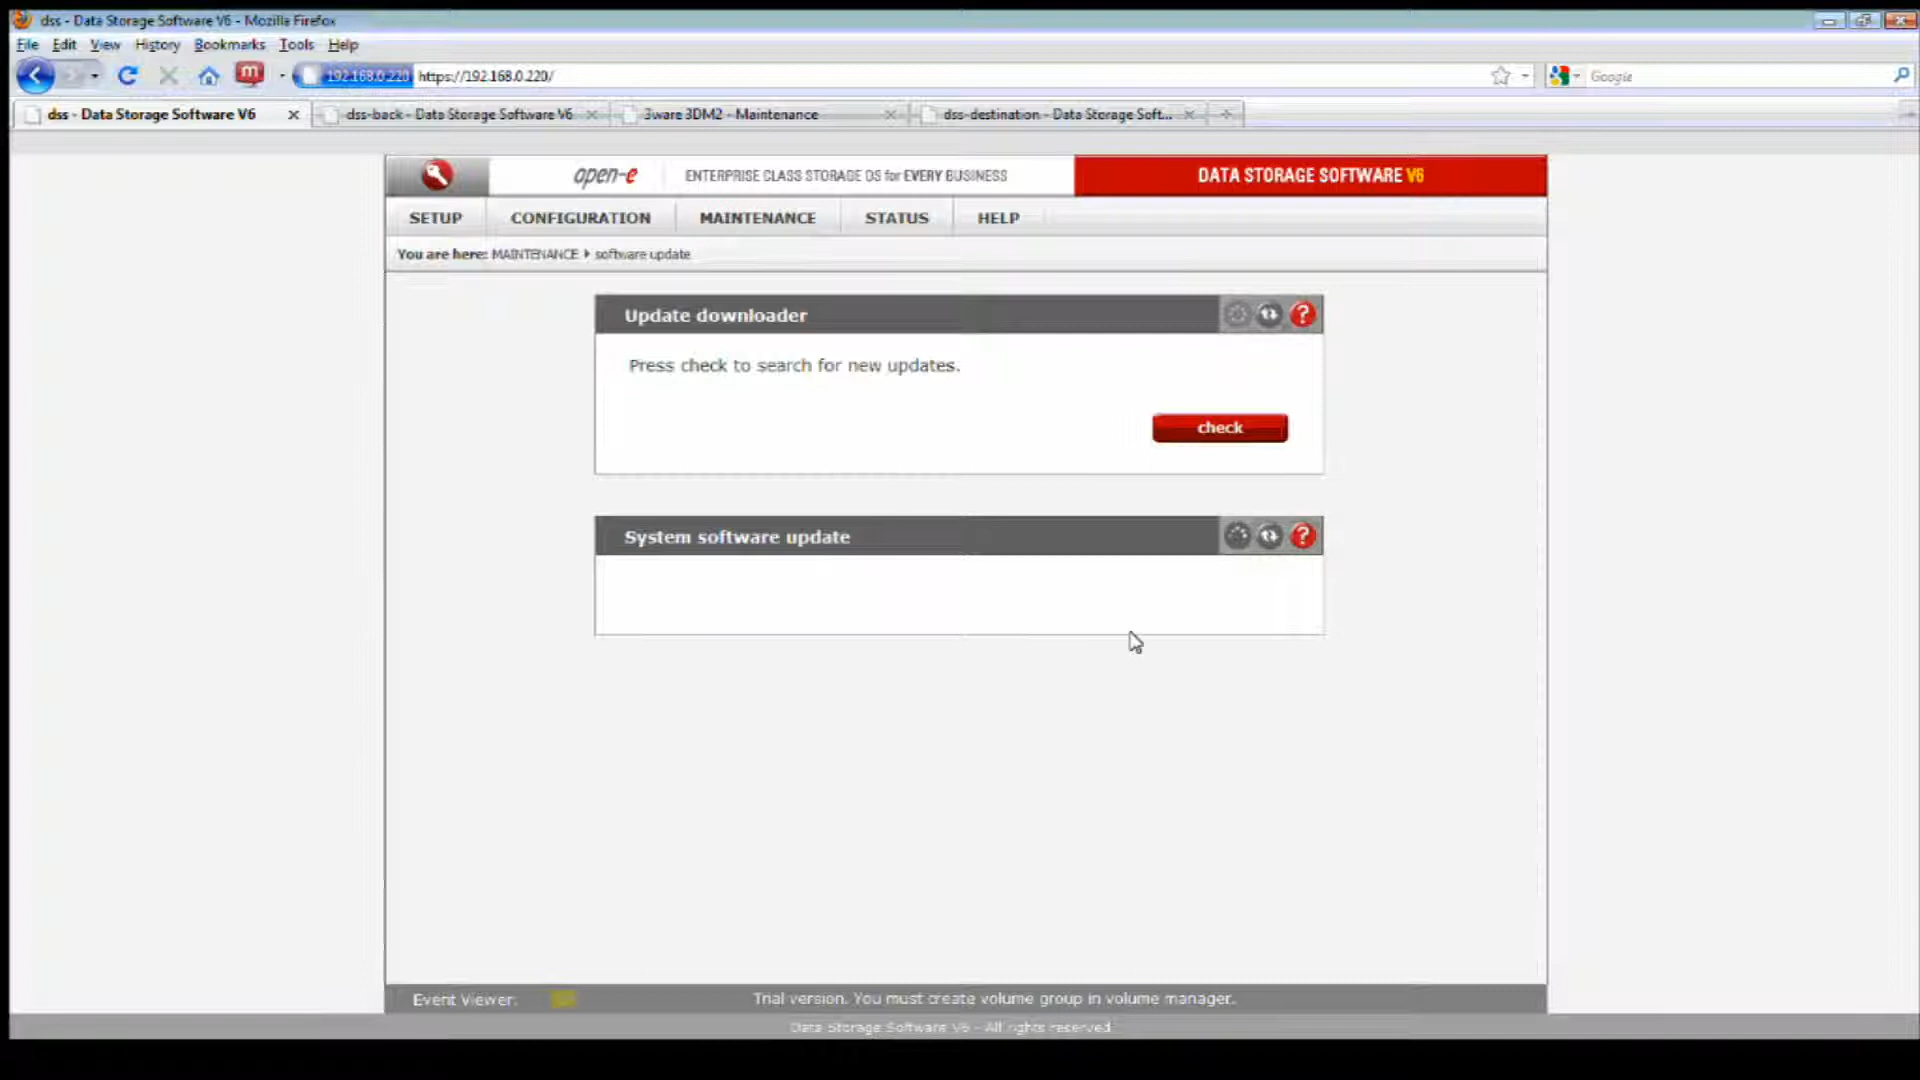 dss - Data Storage Software V6 - Mozilla Firefox
File Edit View History Bookmarks Tools Help
192.168.0.220 https://192.168.0.220/ Google
dss - Data Storage Software V6 dss-back - Data Storage Software V6 3ware 3DM2 - Maintenance dss-destination - Data Storage Soft...
open-e ENTERPRISE CLASS STORAGE OS for EVERY BUSINESS DATA STORAGE SOFTWARE V6
SETUP CONFIGURATION MAINTENANCE STATUS HELP
You are here: MAINTENANCE software update
Update downloader
Press check to search for new updates.
check
System software update
Event Viewer:
Trial version. You must create volume group in volume manager.
Data Storage Software V6 - All rights reserved